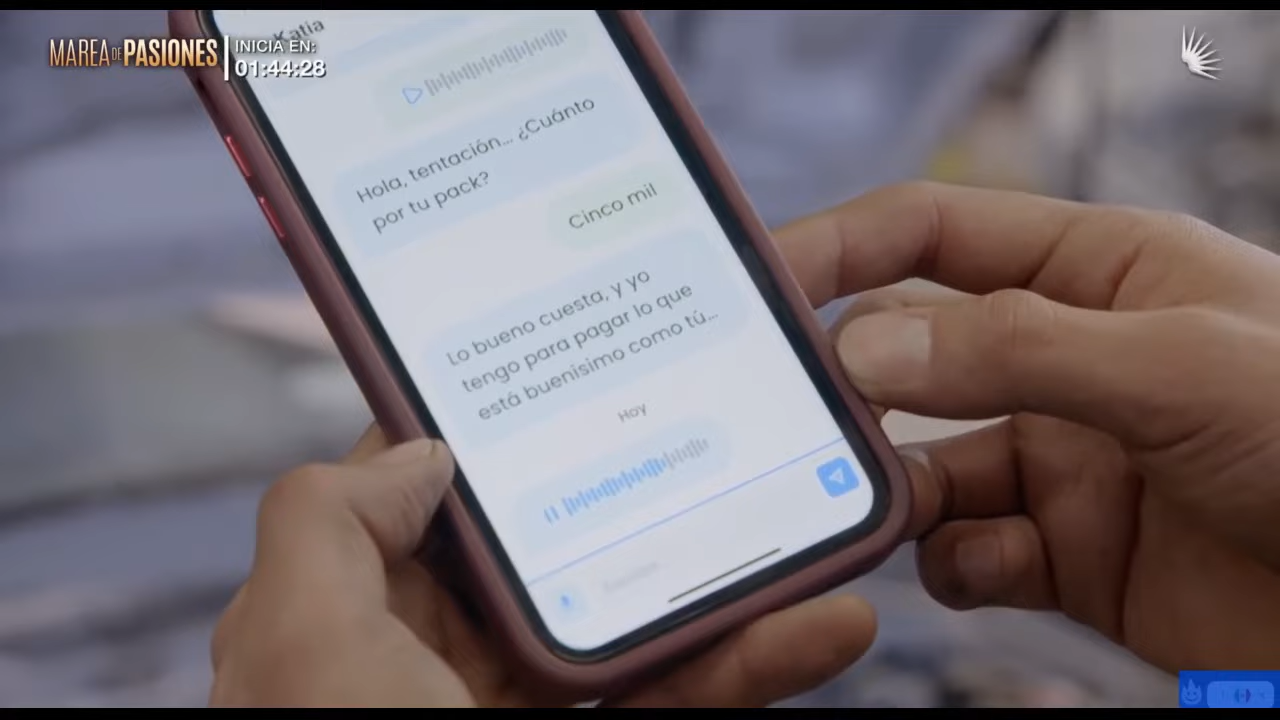 Katia
MAREA DE PASIONES
INICIA EN:
01:44:28
Hola, tentación... ¿Cuánto
por tu pack?
Cinco mil
Lo bueno cuesta, y yo
tengo para pagar lo que
está buenisimo como tú...
Hoy